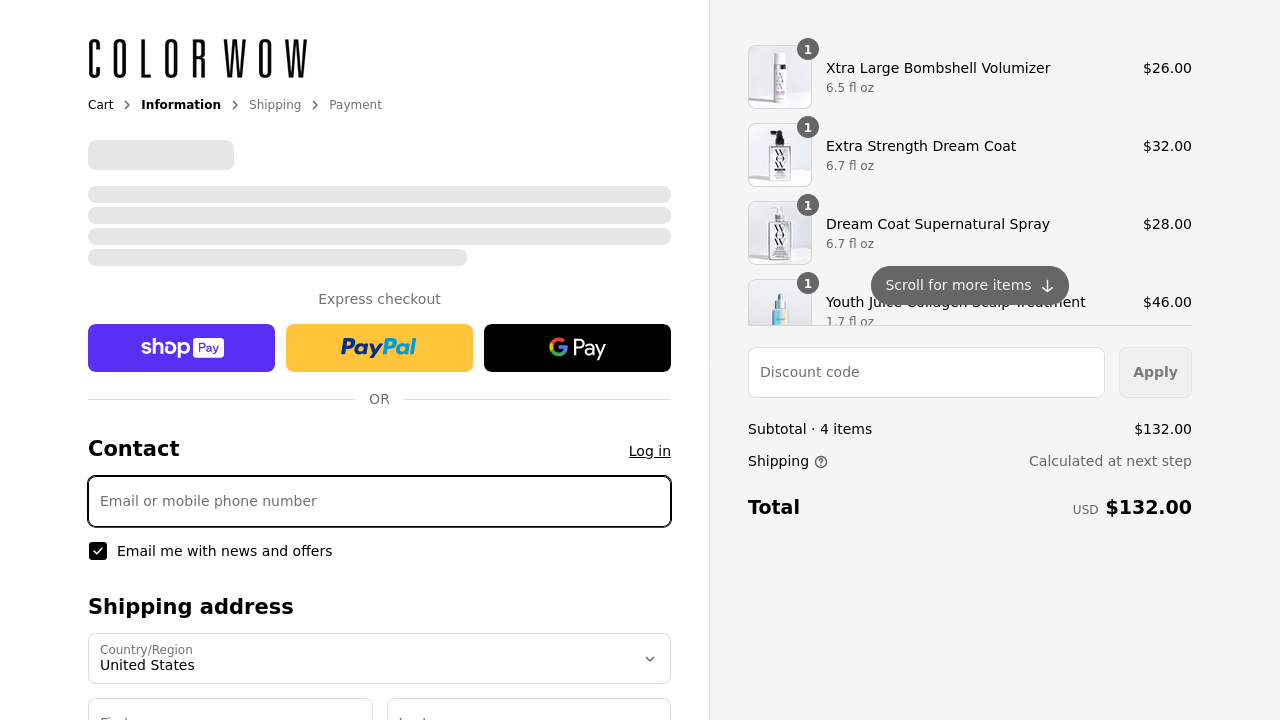 COLOR WOW
Cart > Information > Shipping > Payment
Express checkout
shop Pay
PayPal
G Pay
OR
Contact
Log in
Email or mobile phone number
Email me with news and offers
Shipping address
Country/Region
United States
1
Xtra Large Bombshell Volumizer
$26.00
6.5 fl oz
1
Extra Strength Dream Coat
$32.00
6.7 fl oz
1
Dream Coat Supernatural Spray
$28.00
6.7 fl oz
Scroll for more items
1
Youth Juice Collagen Scalp Treatment
$46.00
1.7 fl oz
Discount code
Apply
Subtotal · 4 items
$132.00
Shipping
Calculated at next step
Total
USD $132.00